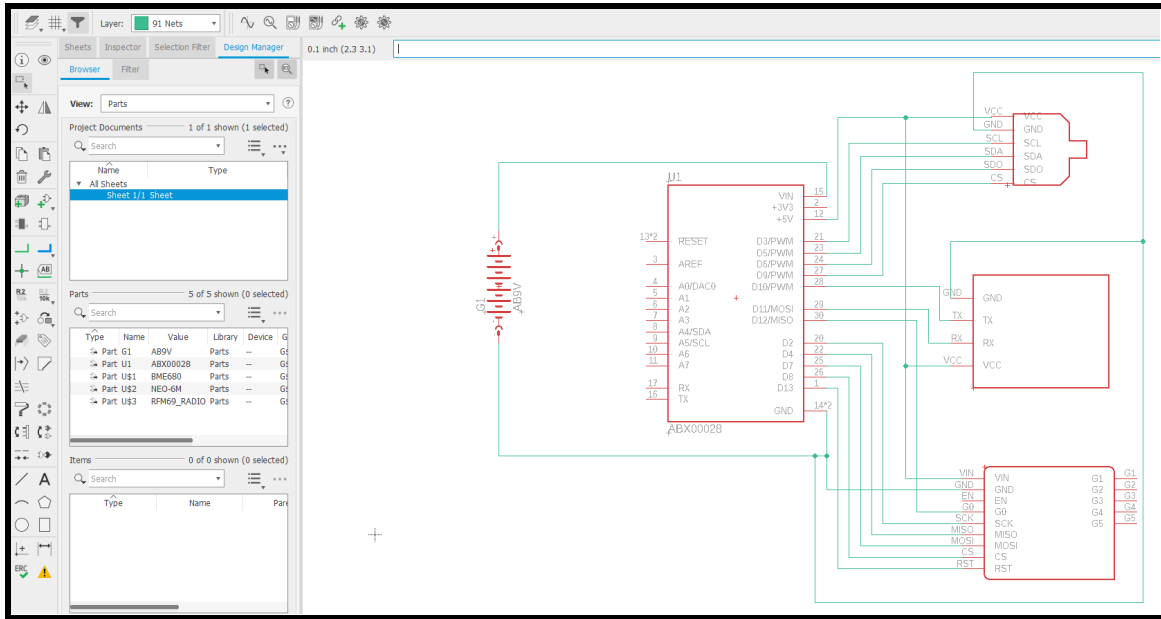 Layer: 91 Nets
Sheets Inspector Selection Filter Design Manager
0.1 inch (2.3 3.1)
Browser Filter
View: Parts
Project Documents 1 of 1 shown (1 selected)
Search
Name Type
All Sheets
Sheet 1/1 Sheet
Parts 5 of 5 shown (0 selected)
Search
Type Name Value Library Device G
Part G1 AB9V Parts -- G
Part U1 ABX00028 Parts -- G
Part U$1 BME680 Parts -- G
Part U$2 NEO-6M Parts -- G
Part U$3 RFM69_RADIO Parts -- G
Items 0 of 0 shown (0 selected)
Search
Type Name Par
AB
R2 R2
10k 10k
A
ERC
G1
AB9V
U1
VIN 15
+3V3 2
+5V 12
13*2 RESET D3/PWM 21
D5/PWM 23
3 AREF D6/PWM 24
D9/PWM 27
4 A0/DAC0 D10/PWM 28
5 A1
6 A2 D11/MOSI 29
7 A3 D12/MISO 30
8 A4/SDA
9 A5/SCL D2 20
10 A6 D4 22
11 A7 D7 25
D8 26
17 RX D13 1
16 TX
GND 14*2
ABX00028
VCC VCC
GND GND
SCL SCL
SDA SDA
SDO SDO
CS CS
GND GND
TX TX
RX RX
VCC VCC
VIN VIN G1 G1
GND GND G2 G2
EN EN G3 G3
G0 G0 G4 G4
SCK SCK G5 G5
MISO MISO
MOSI MOSI
CS CS
RST RST